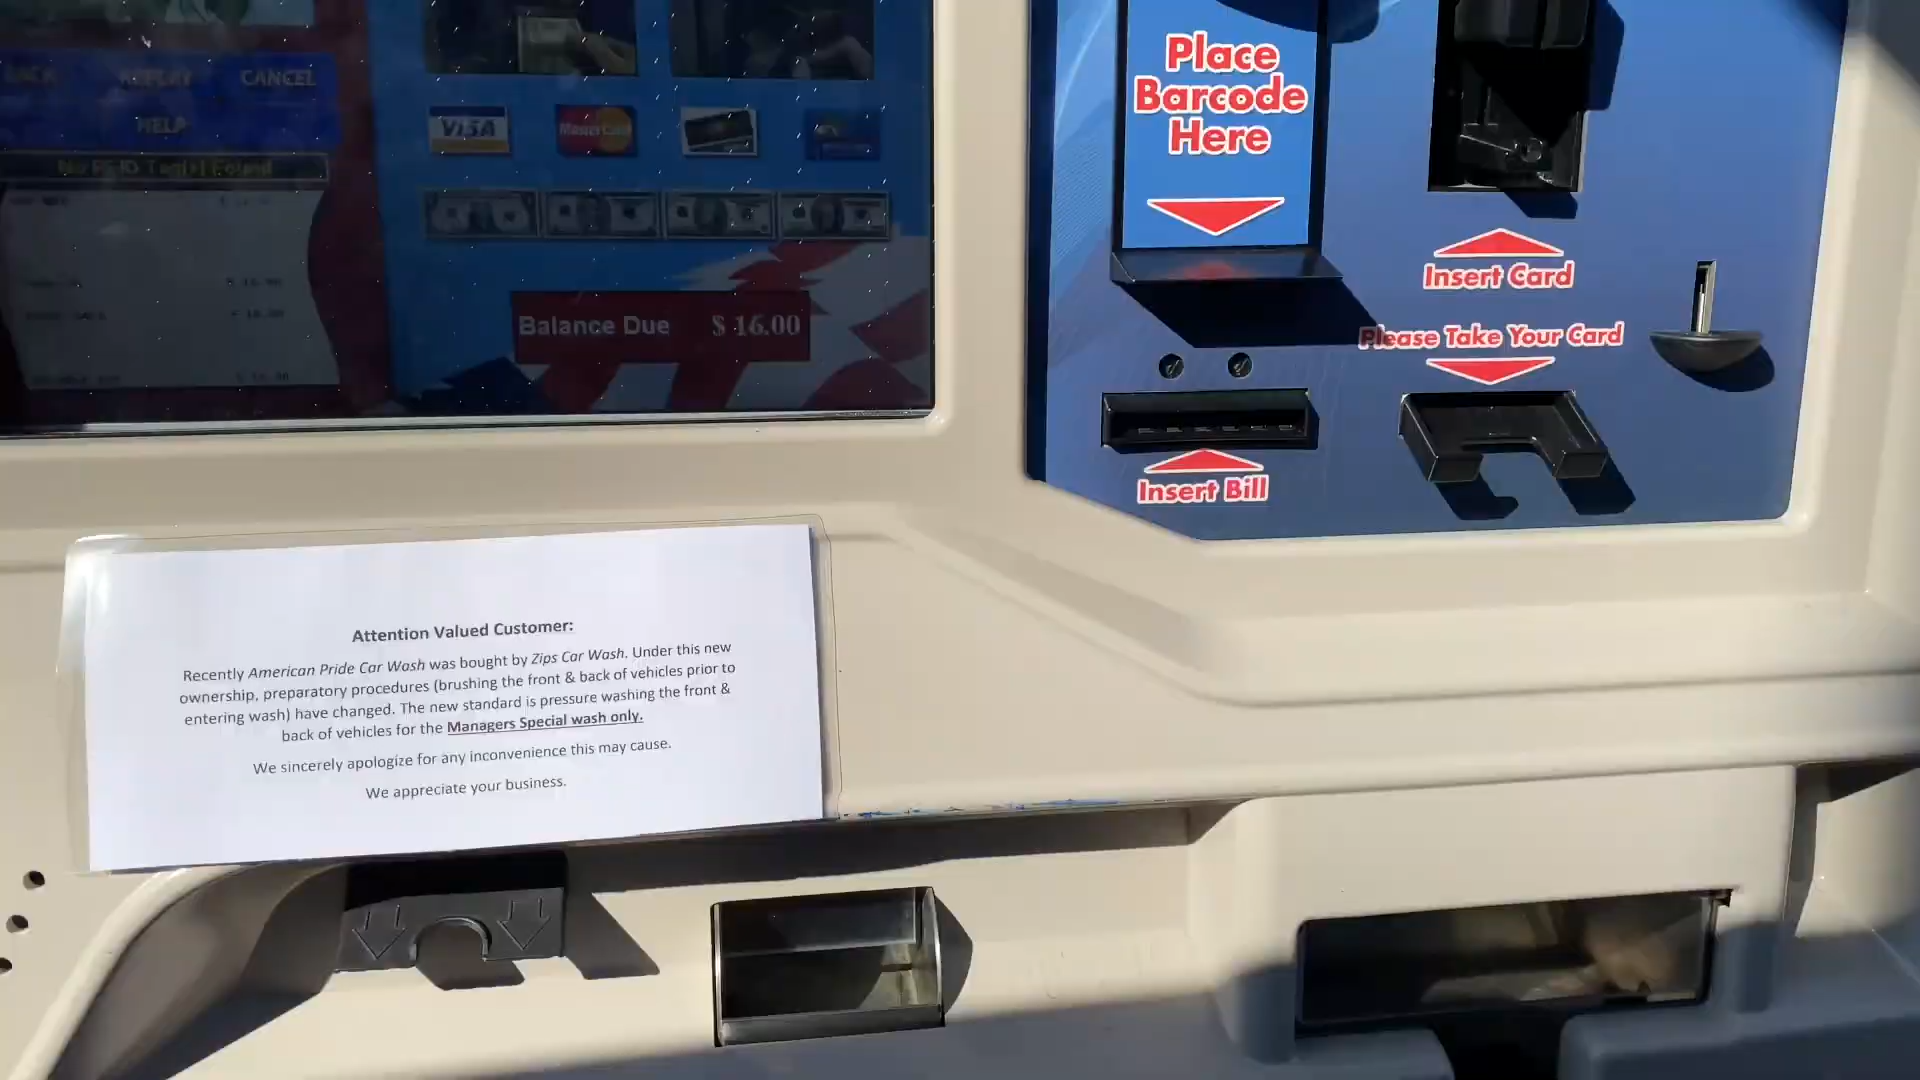 BACK REPLAY CANCEL
HELP
No RFID Tag(s) Found
VISA
MasterCard
Balance Due $ 16.00
Place
Barcode
Here
Insert Card
Please Take Your Card
Insert Bill
Attention Valued Customer:
Recently American Pride Car Wash was bought by Zips Car Wash. Under this new
ownership, preparatory procedures (brushing the front & back of vehicles prior to
entering wash) have changed. The new standard is pressure washing the front &
back of vehicles for the Managers Special wash only.
We sincerely apologize for any inconvenience this may cause.
We appreciate your business.